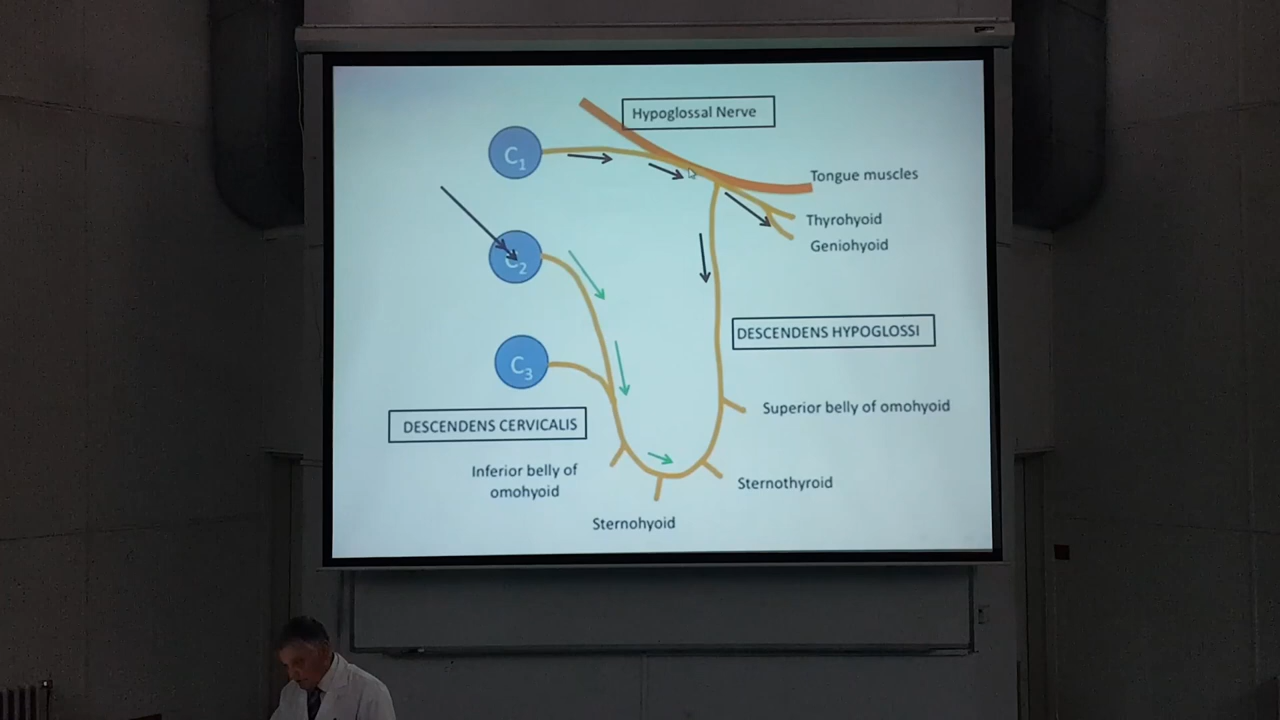 Hypoglossal Nerve
C1
Tongue muscles
Thyrohyoid
Geniohyoid
C2
DESCENDENS HYPOGLOSSI
C3
Superior belly of omohyoid
DESCENDENS CERVICALIS
Inferior belly of
omohyoid
Sternothyroid
Sternohyoid